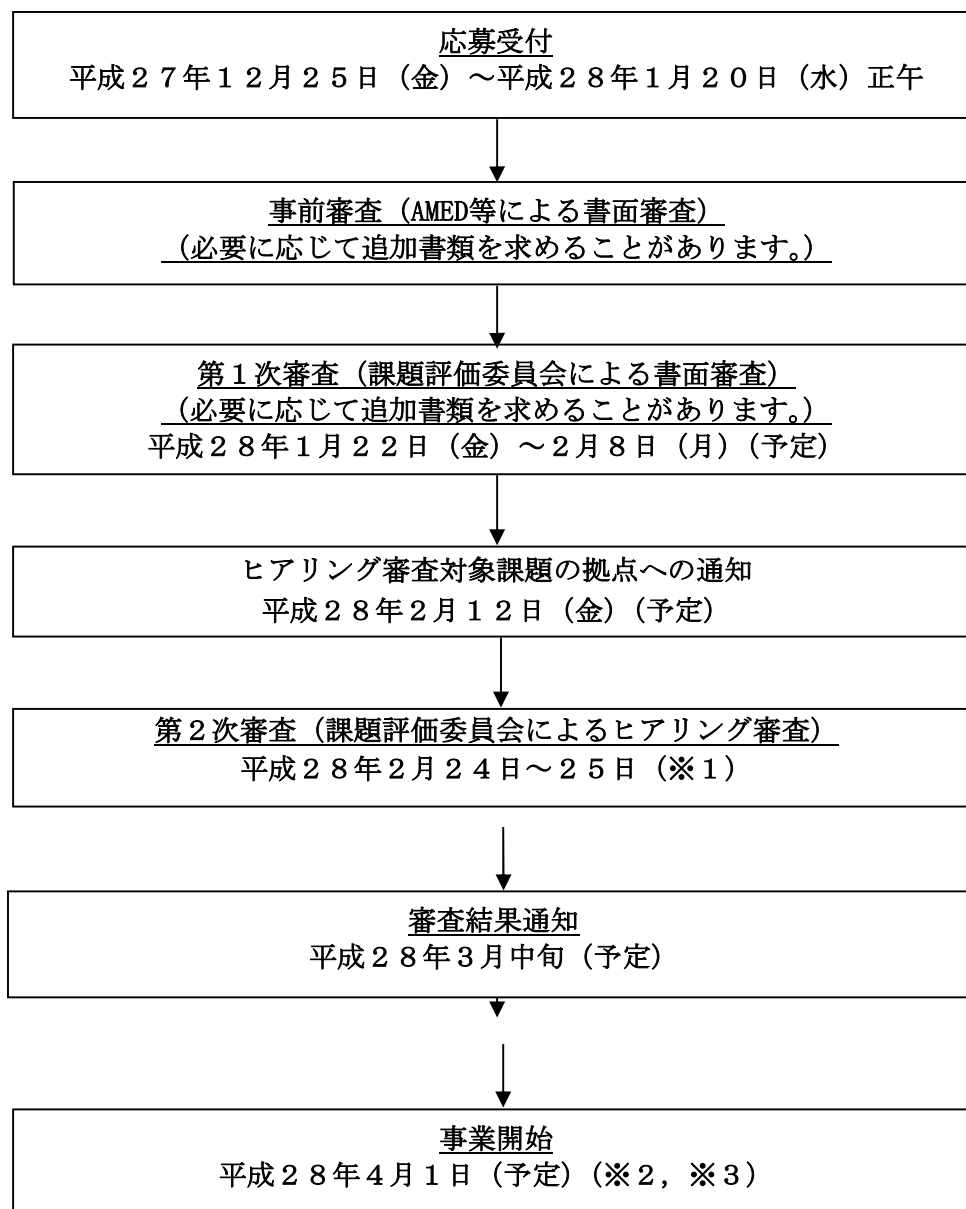 応募受付
平成２７年１２月２５日（金）～平成２８年１月２０日（水）正午
事前審査（AMED等による書面審査）
（必要に応じて追加書類を求めることがあります。）
第１次審査（課題評価委員会による書面審査）
（必要に応じて追加書類を求めることがあります。）
平成２８年１月２２日（金）～２月８日（月）（予定）
ヒアリング審査対象課題の拠点への通知
平成２８年２月１２日（金）（予定）
第２次審査（課題評価委員会によるヒアリング審査）
平成２８年２月２４日～２５日（※１）
審査結果通知
平成２８年３月中旬（予定）
事業開始
平成２８年４月１日（予定）（※２，※３）